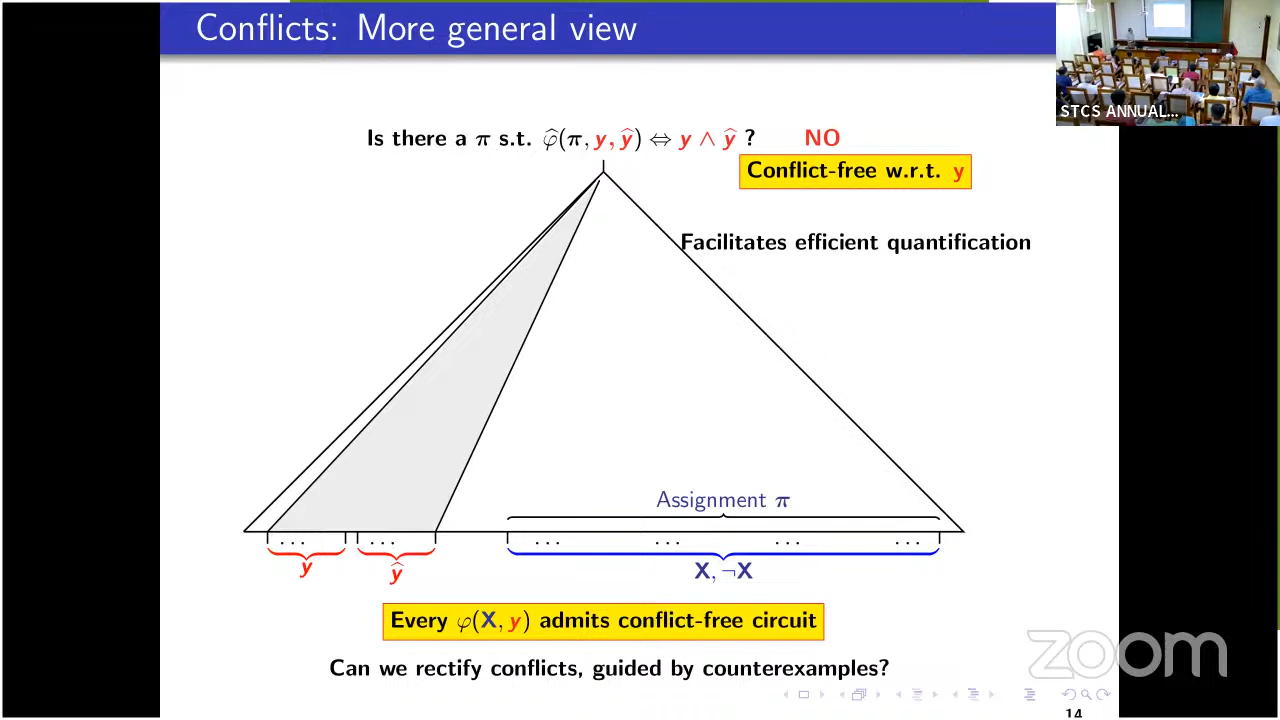 Conflicts: More general view
STCS ANNUAL...
Is there a π s.t. φ̂(π, y, ŷ) ⇔ y ∧ ŷ ? NO
Conflict-free w.r.t. y
Facilitates efficient quantification
Assignment π
... ... ... ... ... ...
y ŷ X, ¬X
Every φ(X, y) admits conflict-free circuit
Can we rectify conflicts, guided by counterexamples?
zoom
14